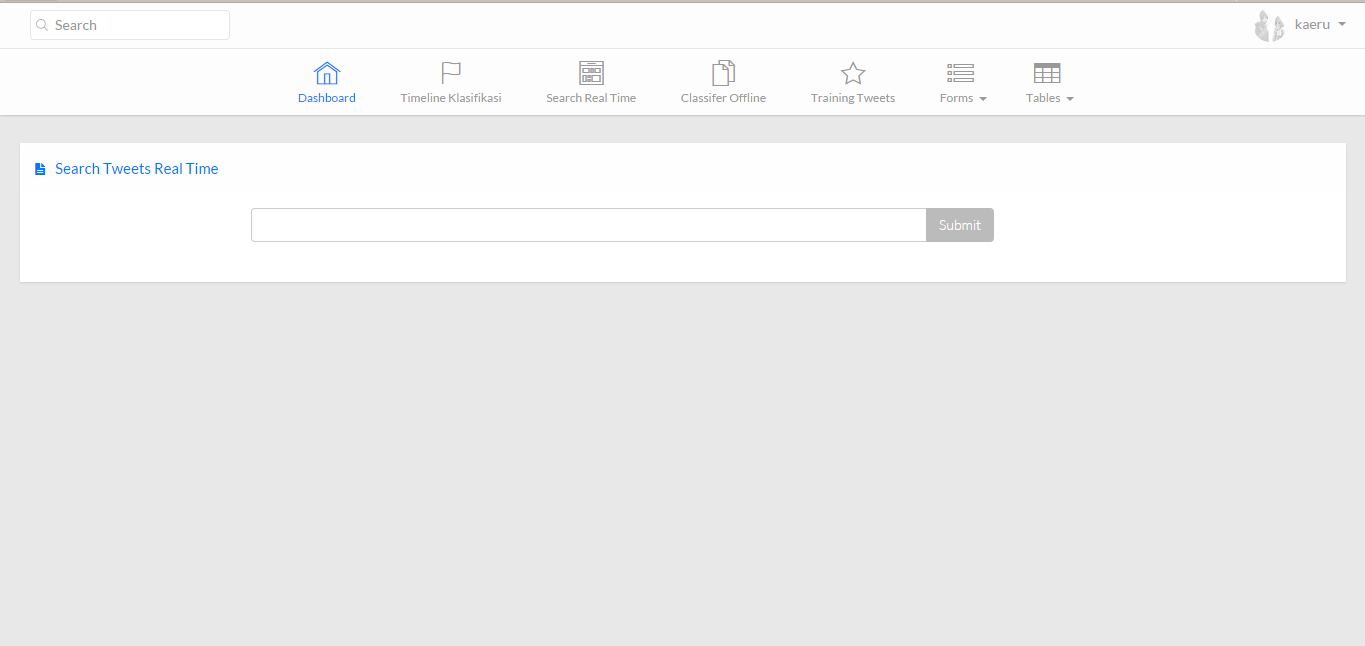 Search
kaeru
Dashboard
Timeline Klasifikasi
Search Real Time
Classifer Offline
Training Tweets
Forms
Tables
Search Tweets Real Time
Submit